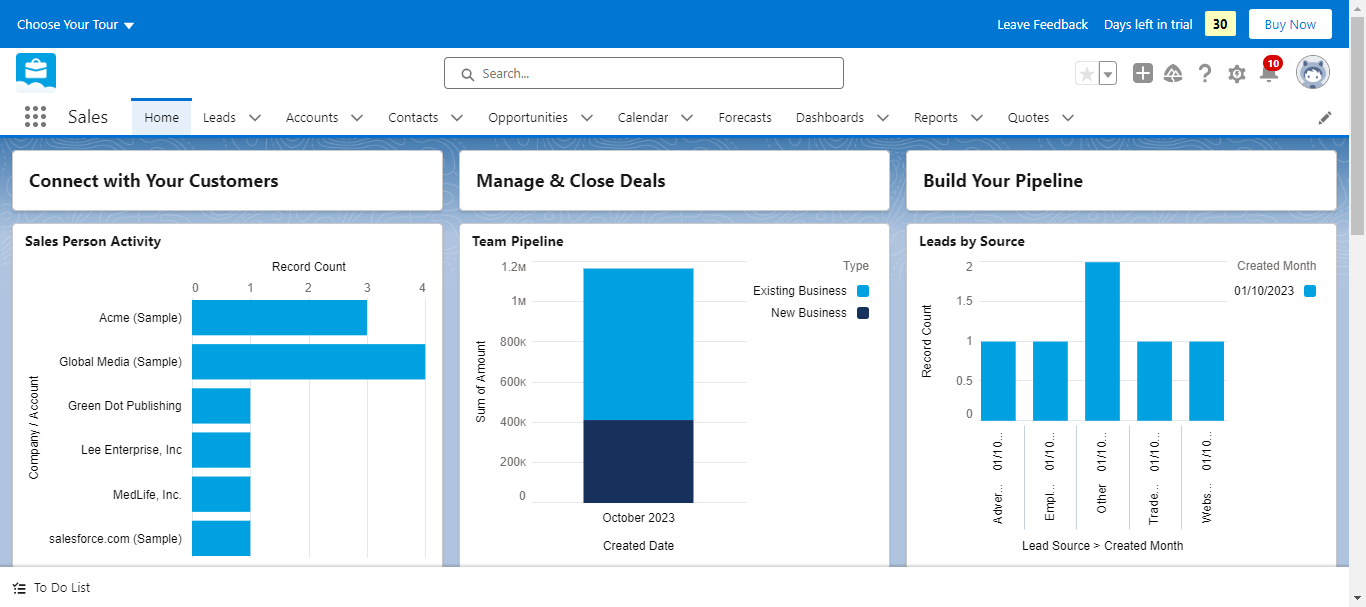 Choose Your Tour
Leave Feedback
Days left in trial
30
Buy Now
Search...
10
Sales
Home
Leads
Accounts
Contacts
Opportunities
Calendar
Forecasts
Dashboards
Reports
Quotes
Connect with Your Customers
Manage & Close Deals
Build Your Pipeline
Sales Person Activity
Record Count
0 1 2 3 4
Company / Account
Acme (Sample)
Global Media (Sample)
Green Dot Publishing
Lee Enterprise, Inc
MedLife, Inc.
salesforce.com (Sample)
Team Pipeline
Type
Existing Business
New Business
Sum of Amount
1.2M
1M
800K
600K
400K
200K
0
October 2023
Created Date
Leads by Source
Created Month
01/10/2023
Record Count
2
1.5
1
0.5
0
01/10... 01/10... 01/10... 01/10... 01/10...
Adver... Empl... Other Trade... Webs...
Lead Source > Created Month
To Do List